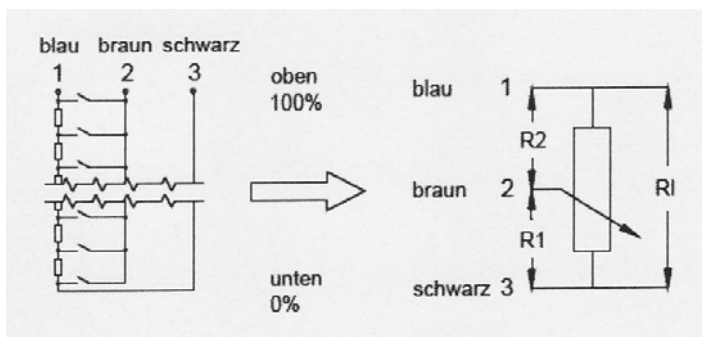 blau braun schwarz
1 2 3
oben
100%
unten
0%
blau 1
R2
braun 2
RI
R1
schwarz 3